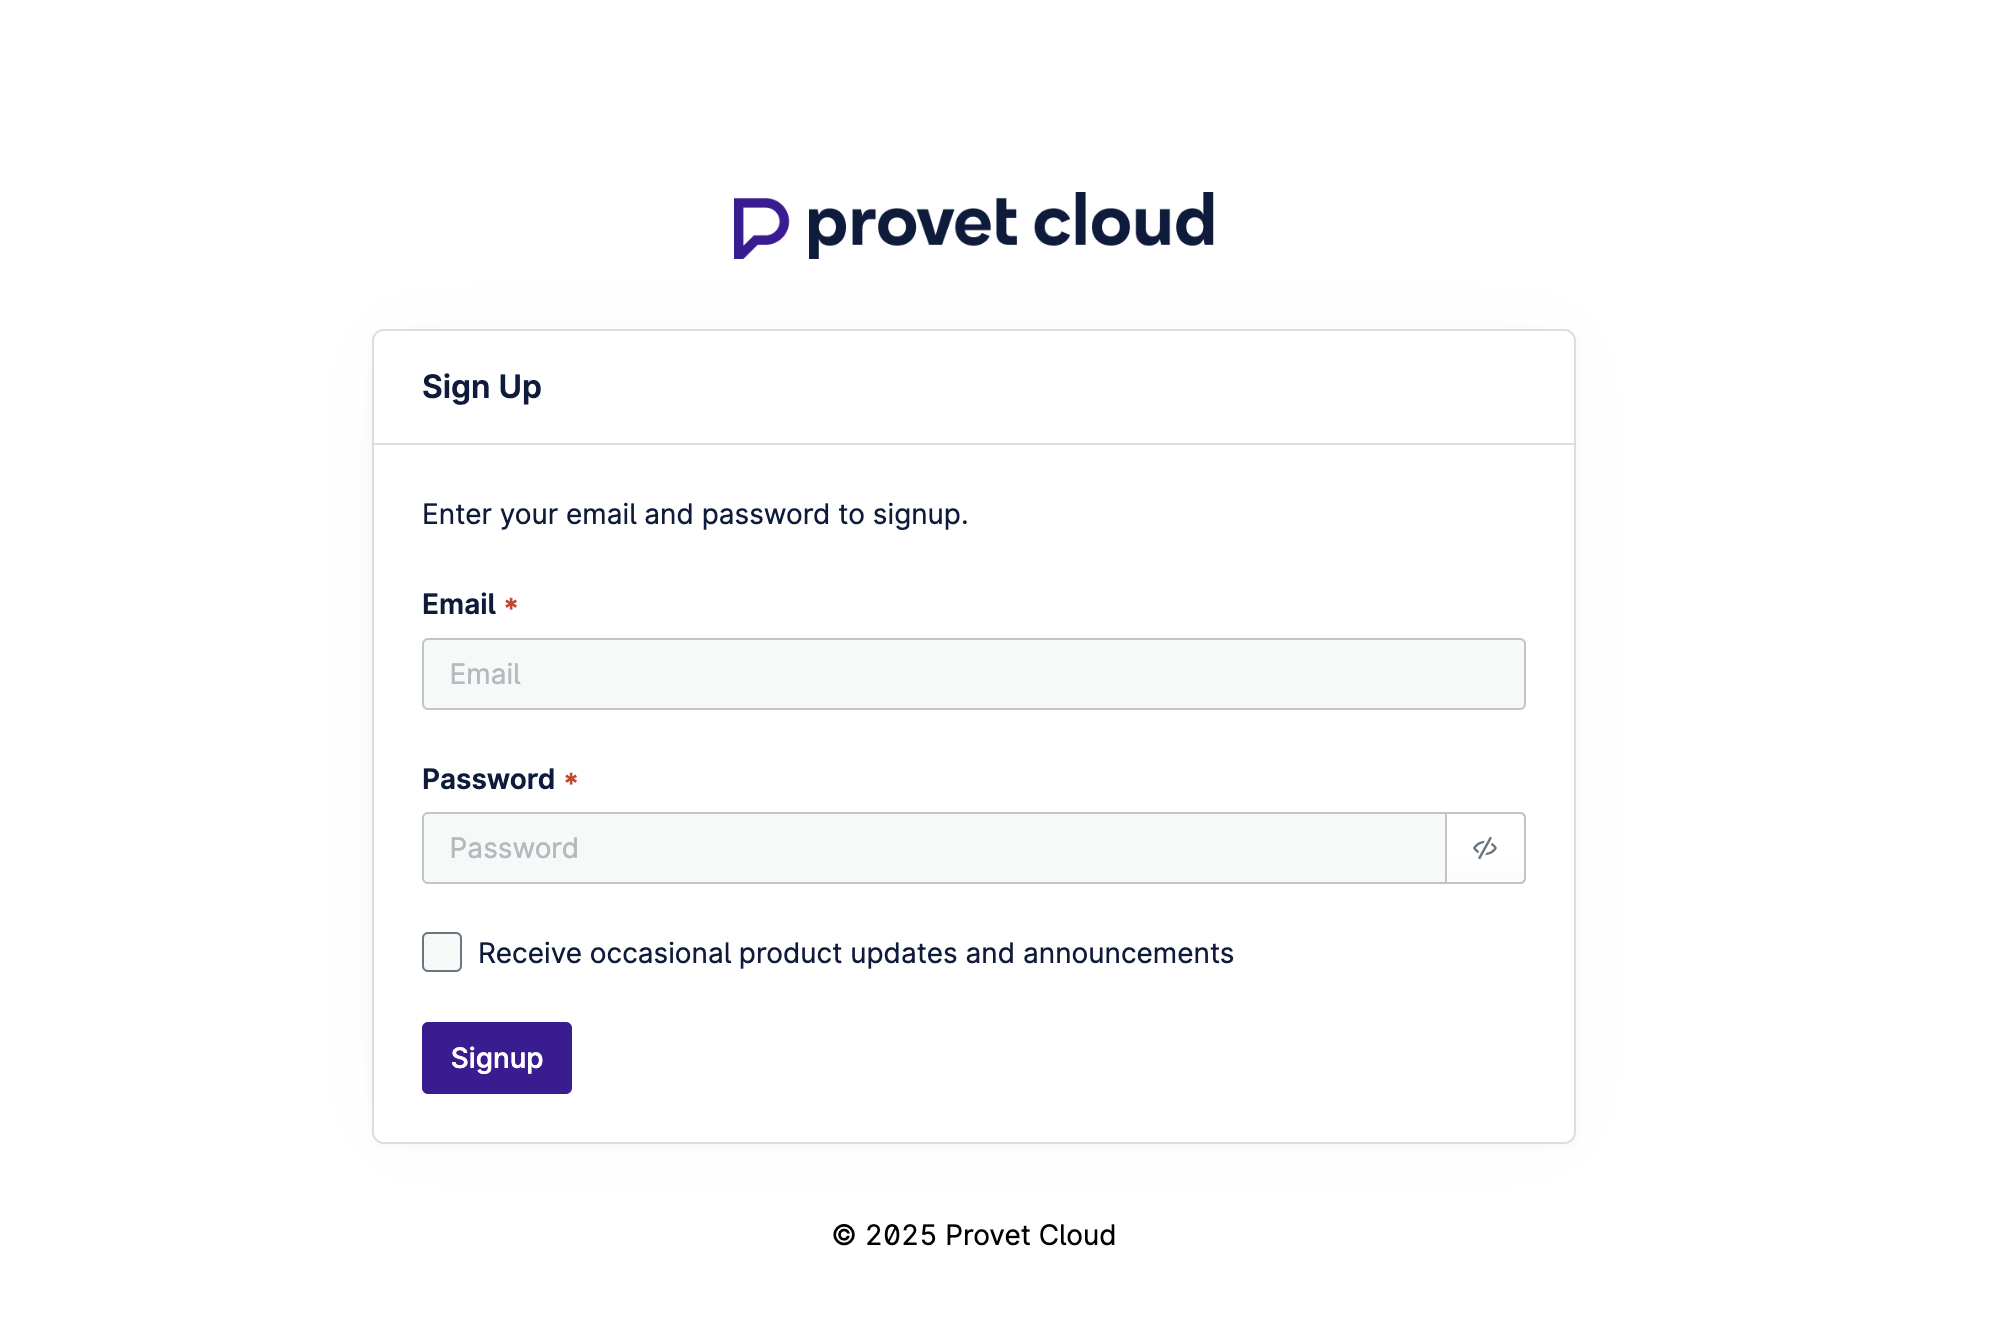 provet cloud
Sign Up
Enter your email and password to signup.
Email *
Email
Password *
Password
Receive occasional product updates and announcements
Signup
© 2025 Provet Cloud